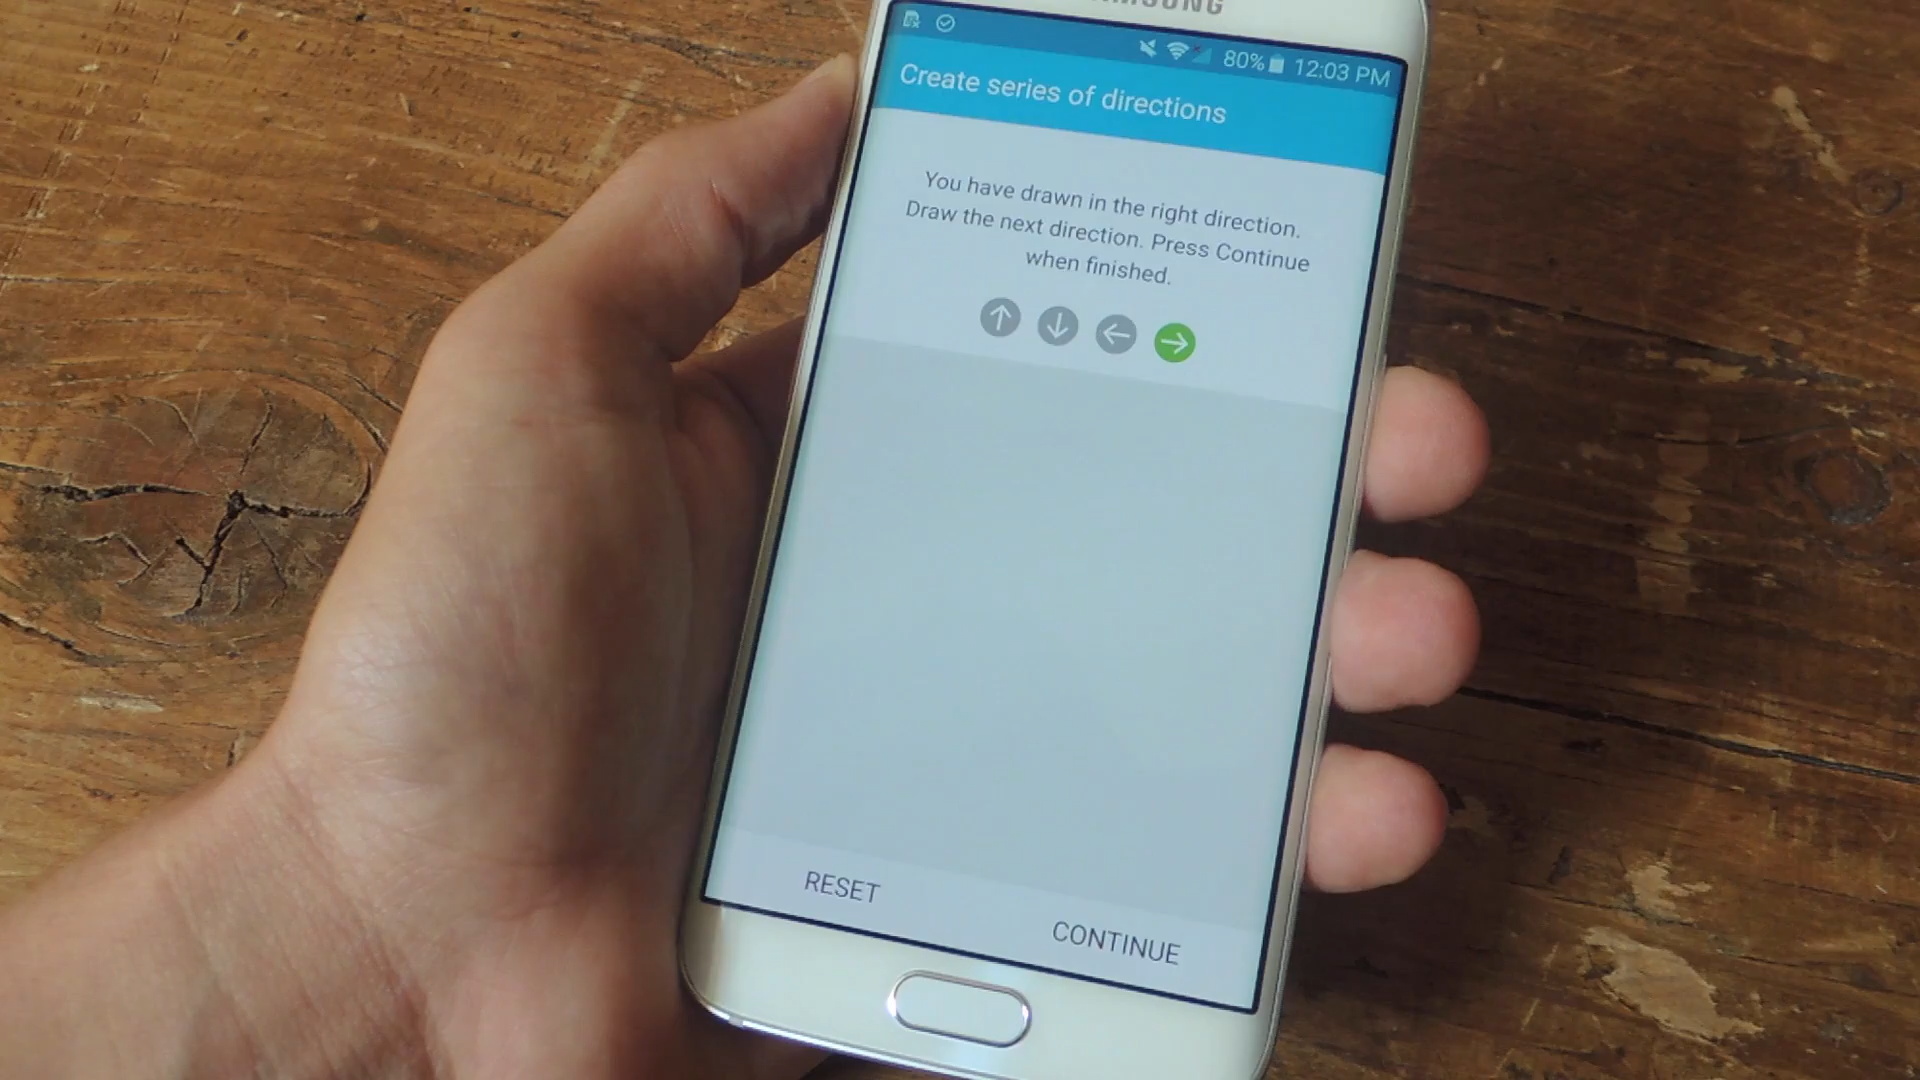 SAMSUNG
80% 12:03 PM
Create series of directions
You have drawn in the right direction.
Draw the next direction. Press Continue
when finished.
RESET
CONTINUE